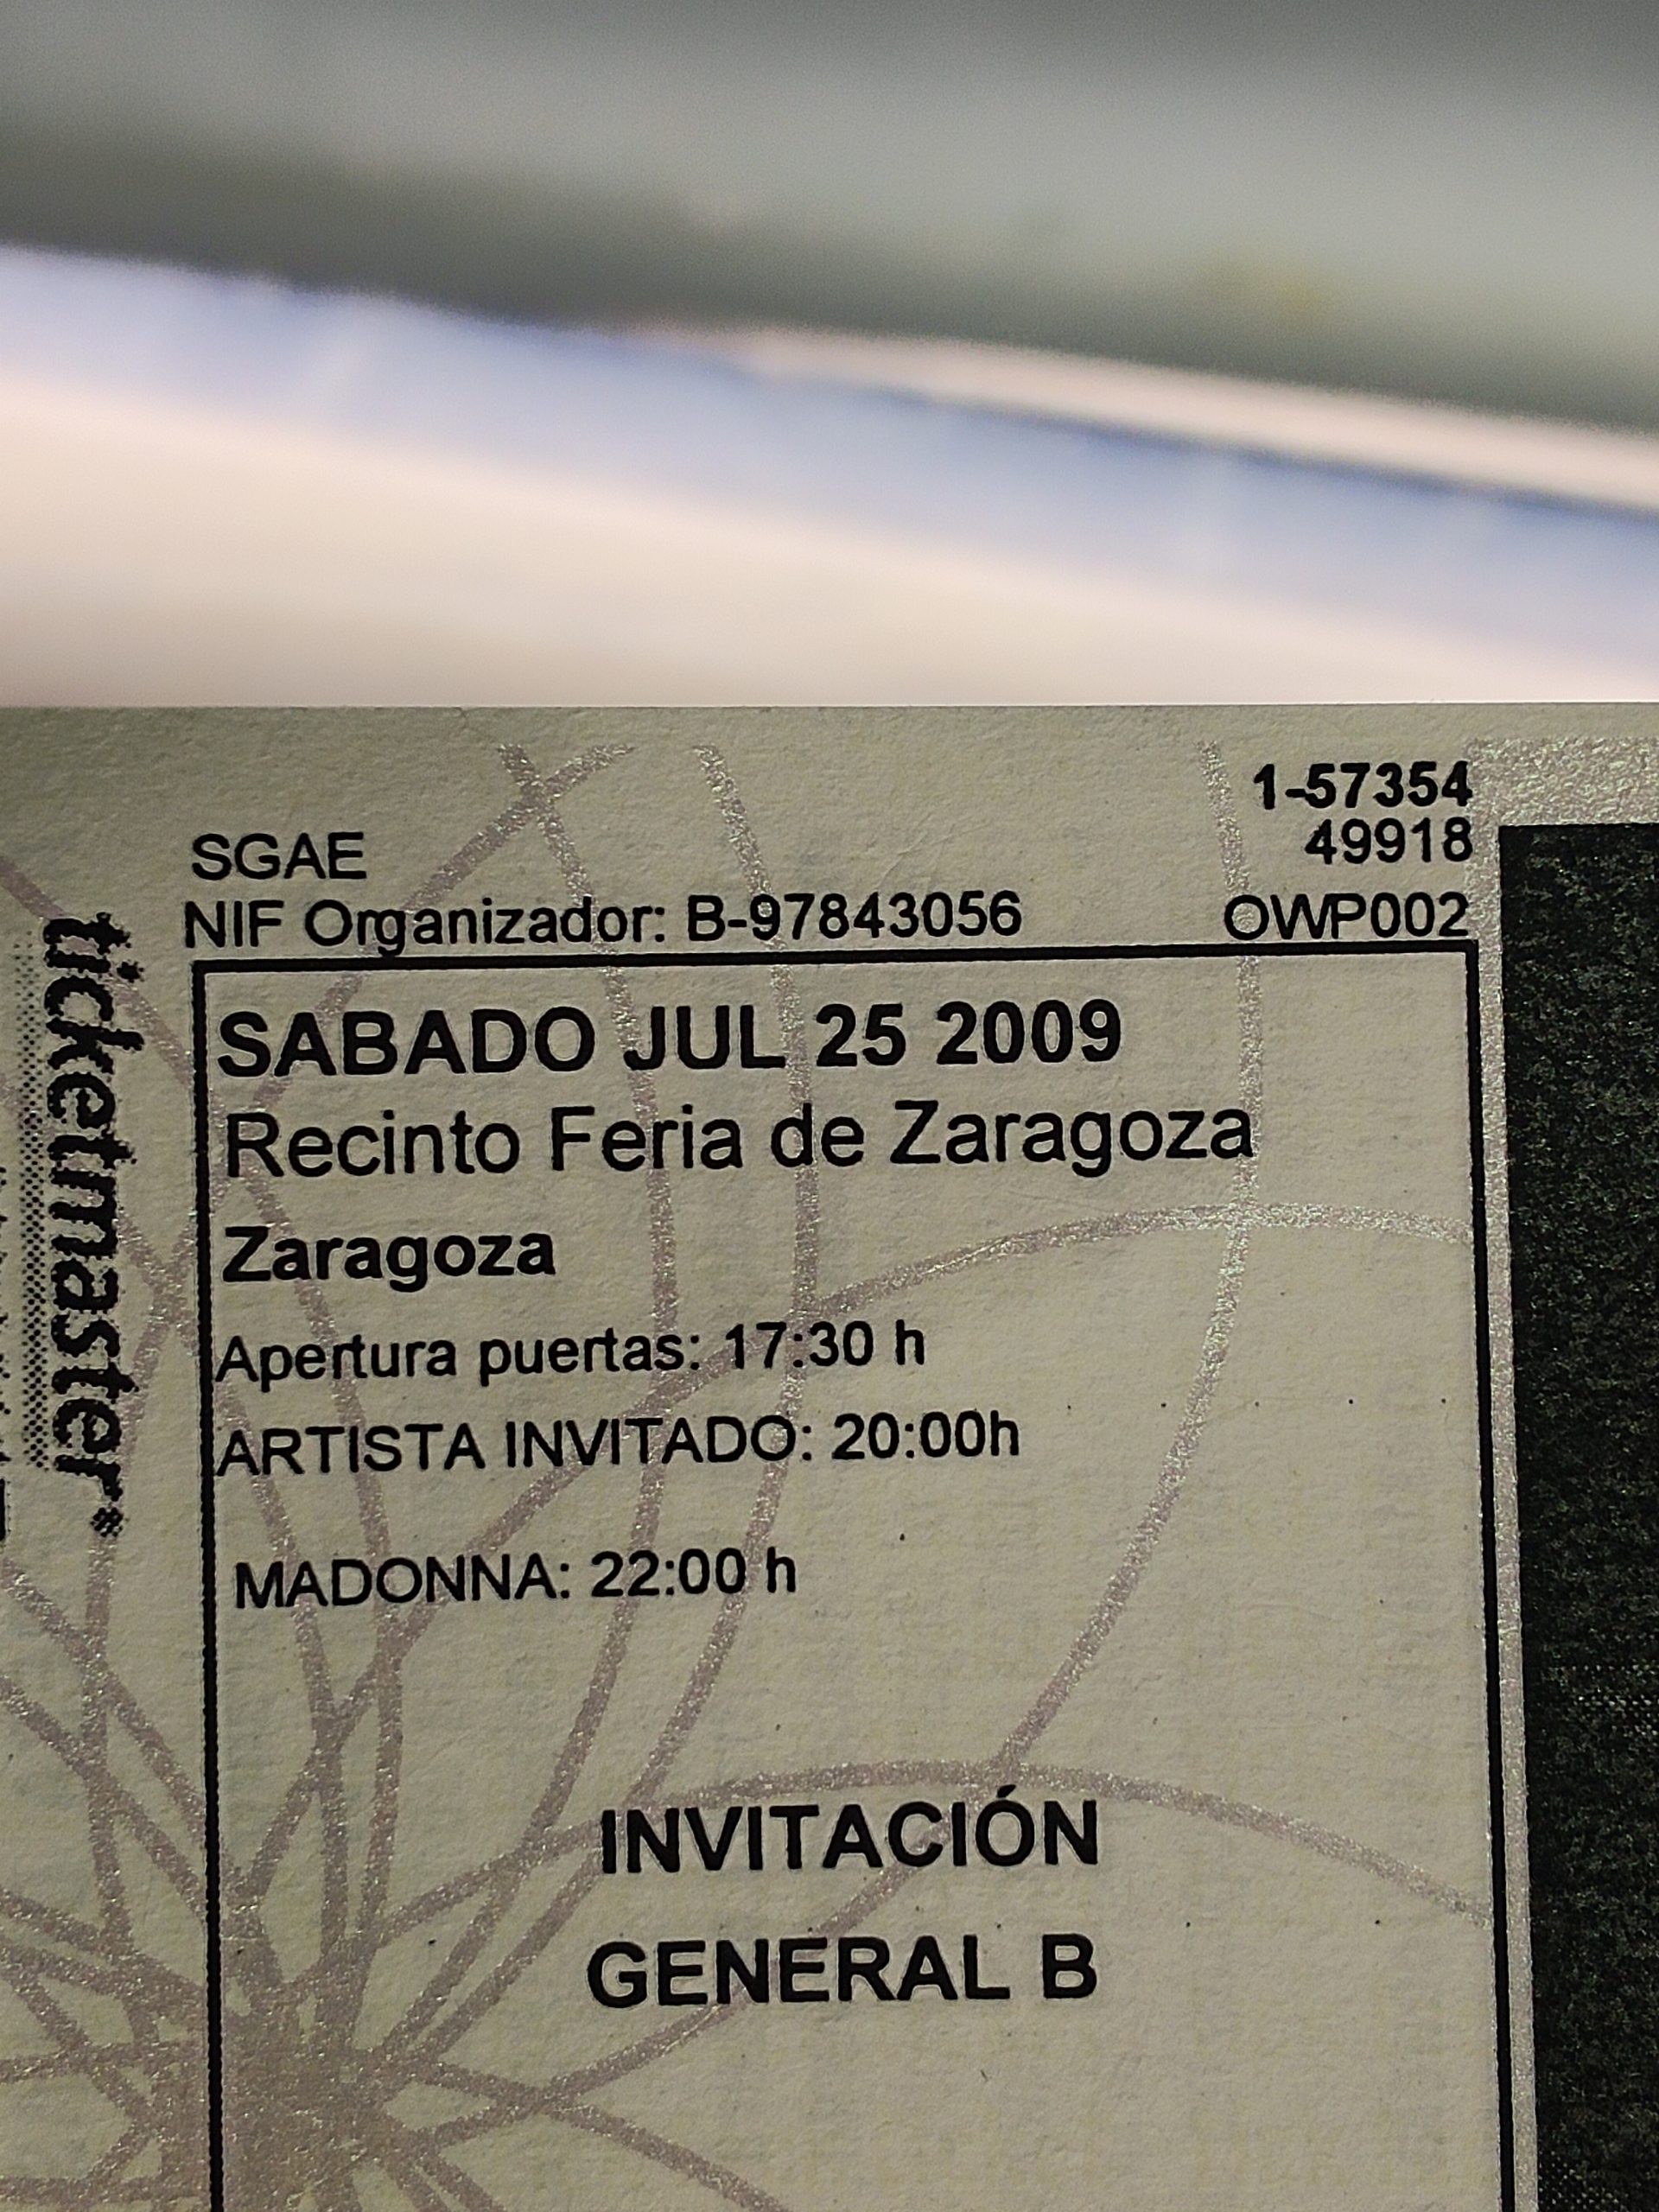 1-57354
SGAE
49918
NIF Organizador: B-97843056
OWP002
ticketmaster
SABADO JUL 25 2009
Recinto Feria de Zaragoza
Zaragoza
Apertura puertas: 17:30 h
ARTISTA INVITADO: 20:00h
MADONNA: 22:00 h
INVITACIÓN
GENERAL B